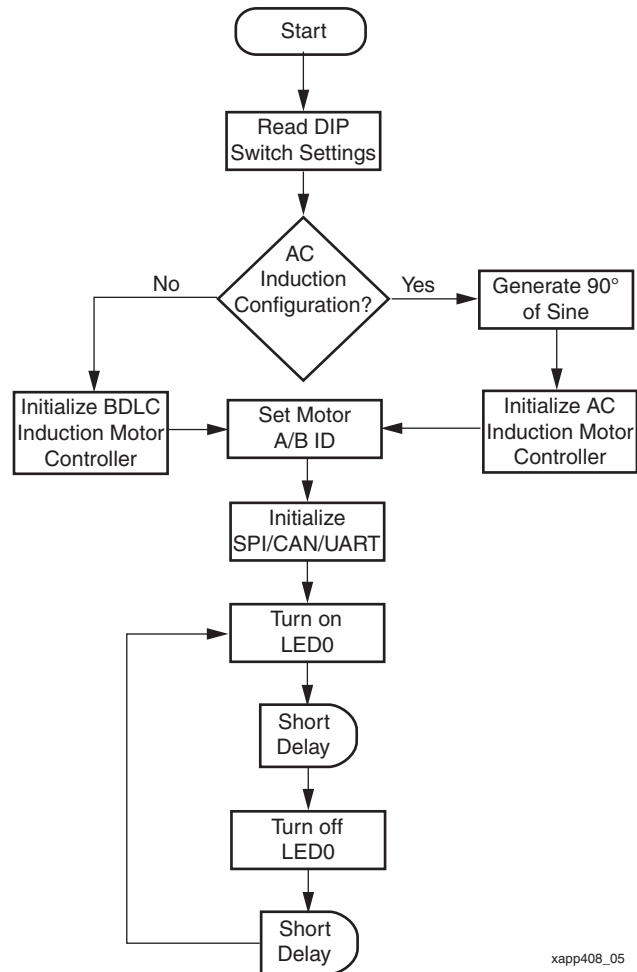 Start
Read DIP
Switch Settings
AC
Induction
Configuration?
No
Yes
Generate 90°
of Sine
Initialize BDLC
Induction Motor
Controller
Set Motor
A/B ID
Initialize AC
Induction Motor
Controller
Initialize
SPI/CAN/UART
Turn on
LED0
Short
Delay
Turn off
LED0
Short
Delay
xapp408_05